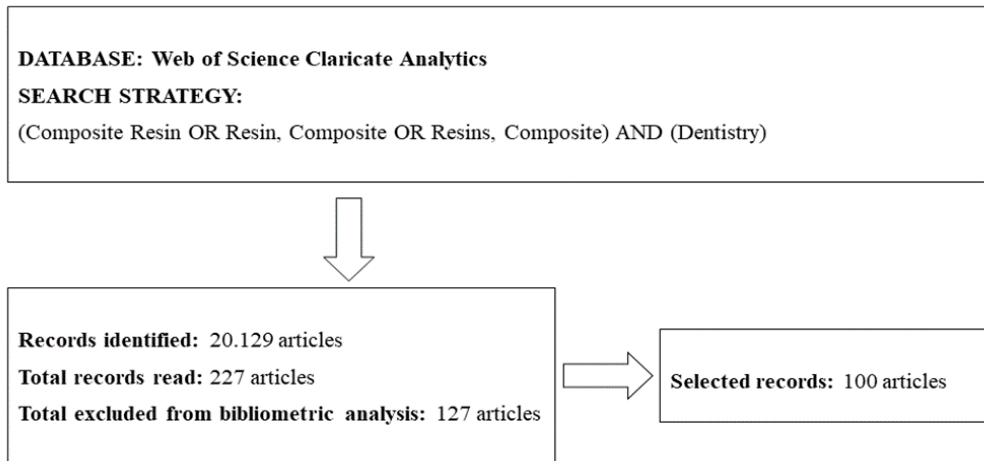 DATABASE: Web of Science Claricate Analytics
SEARCH STRATEGY:
(Composite Resin OR Resin, Composite OR Resins, Composite) AND (Dentistry)
Records identified: 20.129 articles
Total records read: 227 articles
Total excluded from bibliometric analysis: 127 articles
Selected records: 100 articles